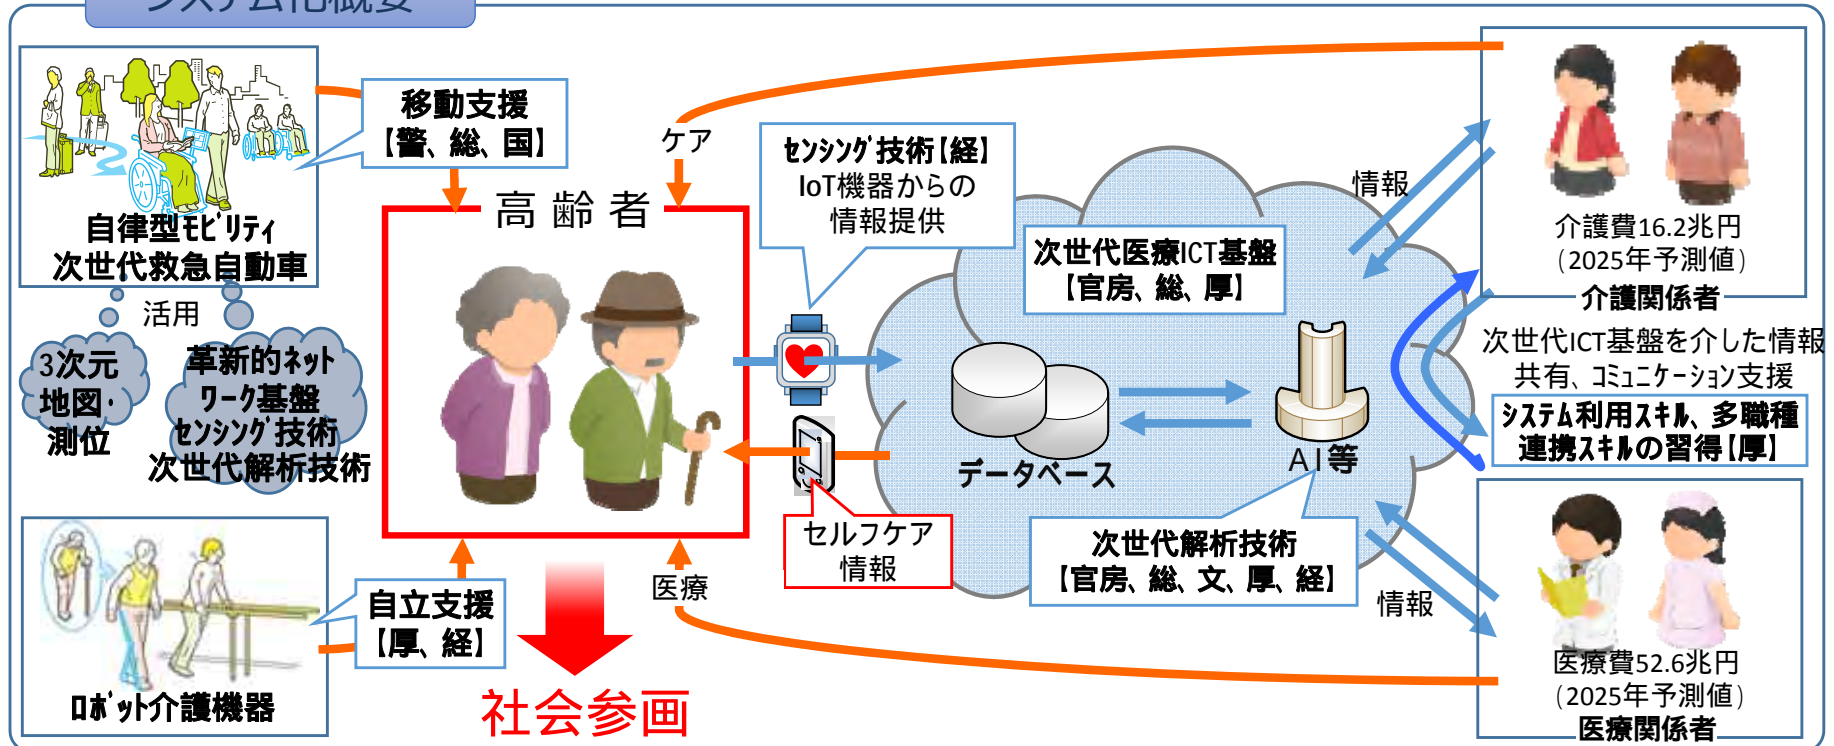 システム化概要
移動支援
【警、総、国】
自律型モビリティ
次世代救急自動車
活用
3次元
地図・
測位
革新的ネット
ワーク基盤
センシング技術
次世代解析技術
自立支援
【厚、経】
ロボット介護機器
ケア
高齢者
医療
社会参画
センシング技術【経】
IoT機器からの
情報提供
セルフケア
情報
次世代医療ICT基盤
【官房、総、厚】
データベース
AI等
次世代解析技術
【官房、総、文、厚、経】
情報
情報
介護費16.2兆円
(2025年予測値)
介護関係者
次世代ICT基盤を介した情報
共有、コミュニケーション支援
システム利用スキル、多職種
連携スキルの習得【厚】
医療費52.6兆円
(2025年予測値)
医療関係者